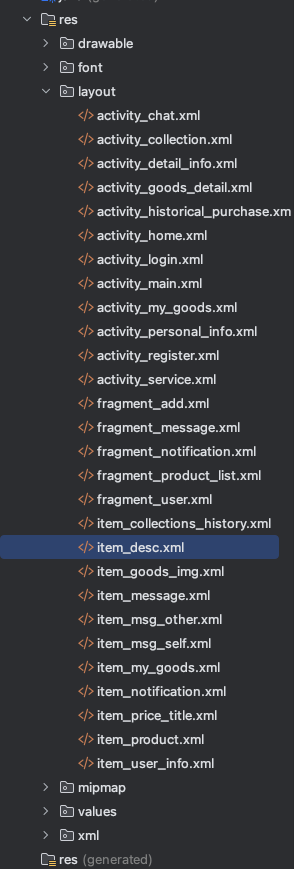 res
drawable
font
layout
activity_chat.xml
activity_collection.xml
activity_detail_info.xml
activity_goods_detail.xml
activity_historical_purchase.xm
activity_home.xml
activity_login.xml
activity_main.xml
activity_my_goods.xml
activity_personal_info.xml
activity_register.xml
activity_service.xml
fragment_add.xml
fragment_message.xml
fragment_notification.xml
fragment_product_list.xml
fragment_user.xml
item_collections_history.xml
item_desc.xml
item_goods_img.xml
item_message.xml
item_msg_other.xml
item_msg_self.xml
item_my_goods.xml
item_notification.xml
item_price_title.xml
item_product.xml
item_user_info.xml
mipmap
values
xml
res (generated)